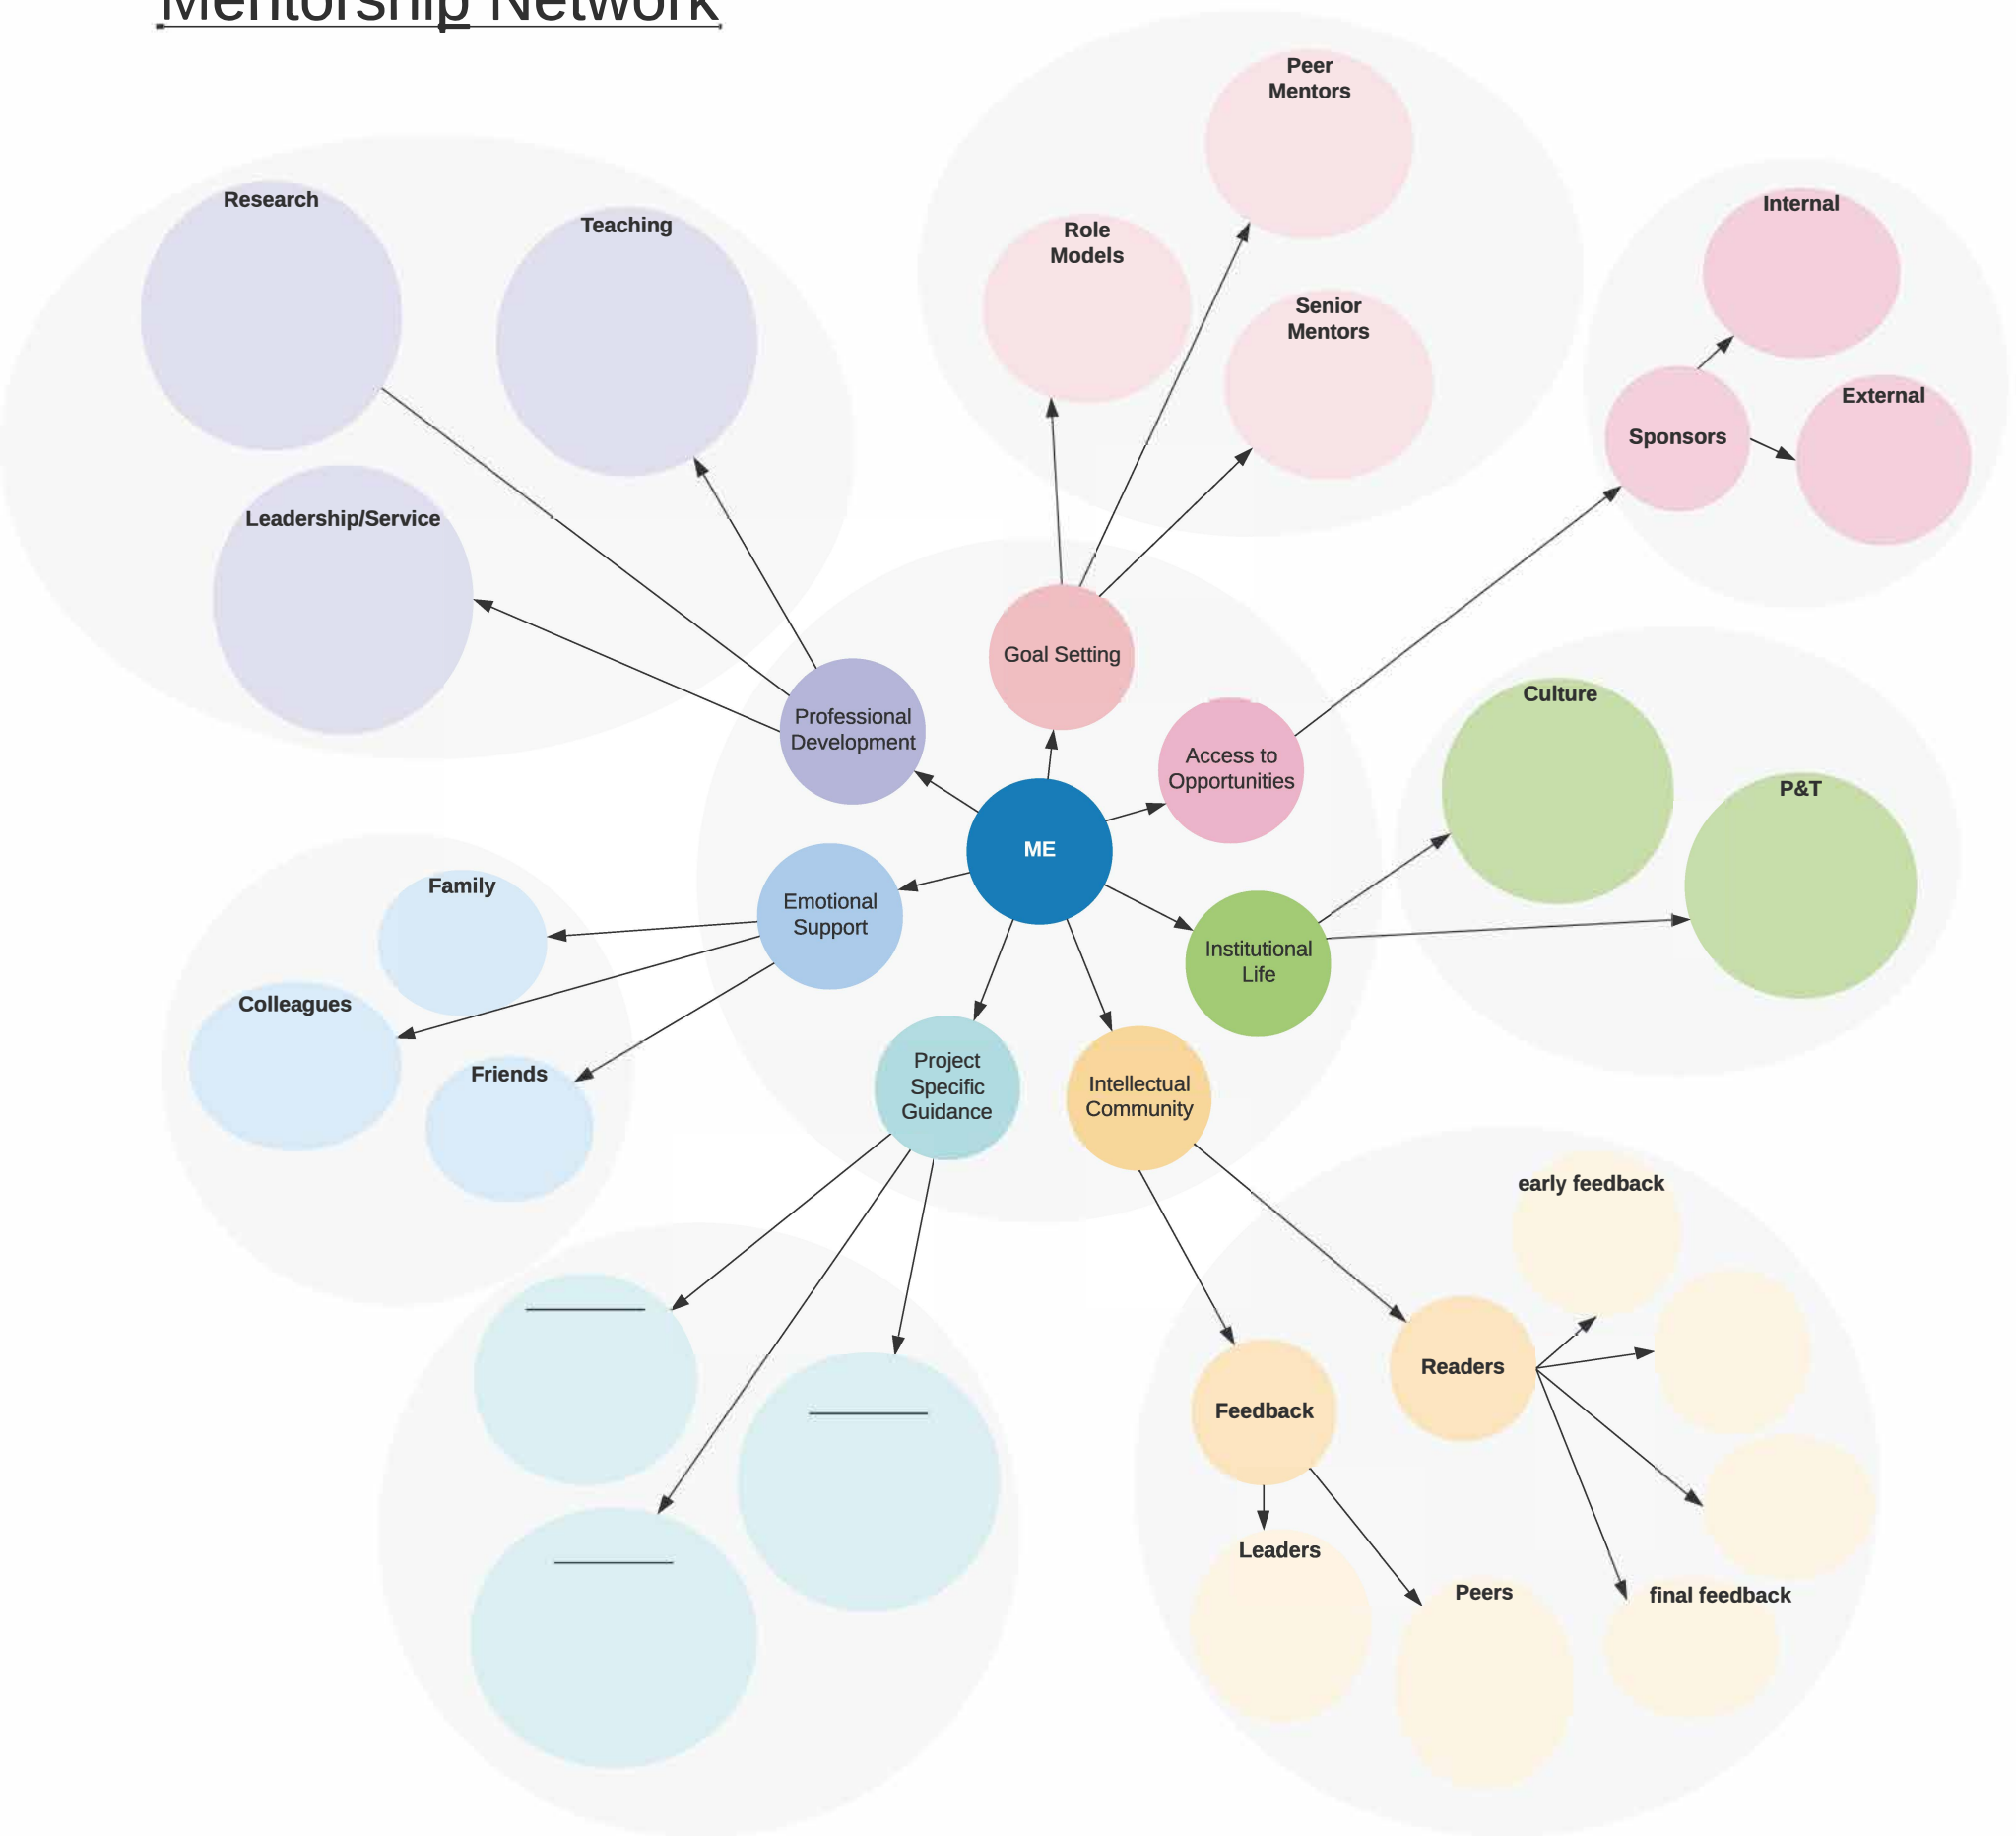 Mentorship Network
Peer
Mentors
Research
Internal
Teaching
Role
Models
Senior
Mentors
External
Sponsors
Leadership/Service
Goal Setting
Culture
Professional
Development
Access to
Opportunities
P&T
ME
Family
Emotional
Support
Institutional
Life
Colleagues
Project
Specific
Guidance
Friends
Intellectual
Community
early feedback
Readers
Feedback
Leaders
Peers
final feedback